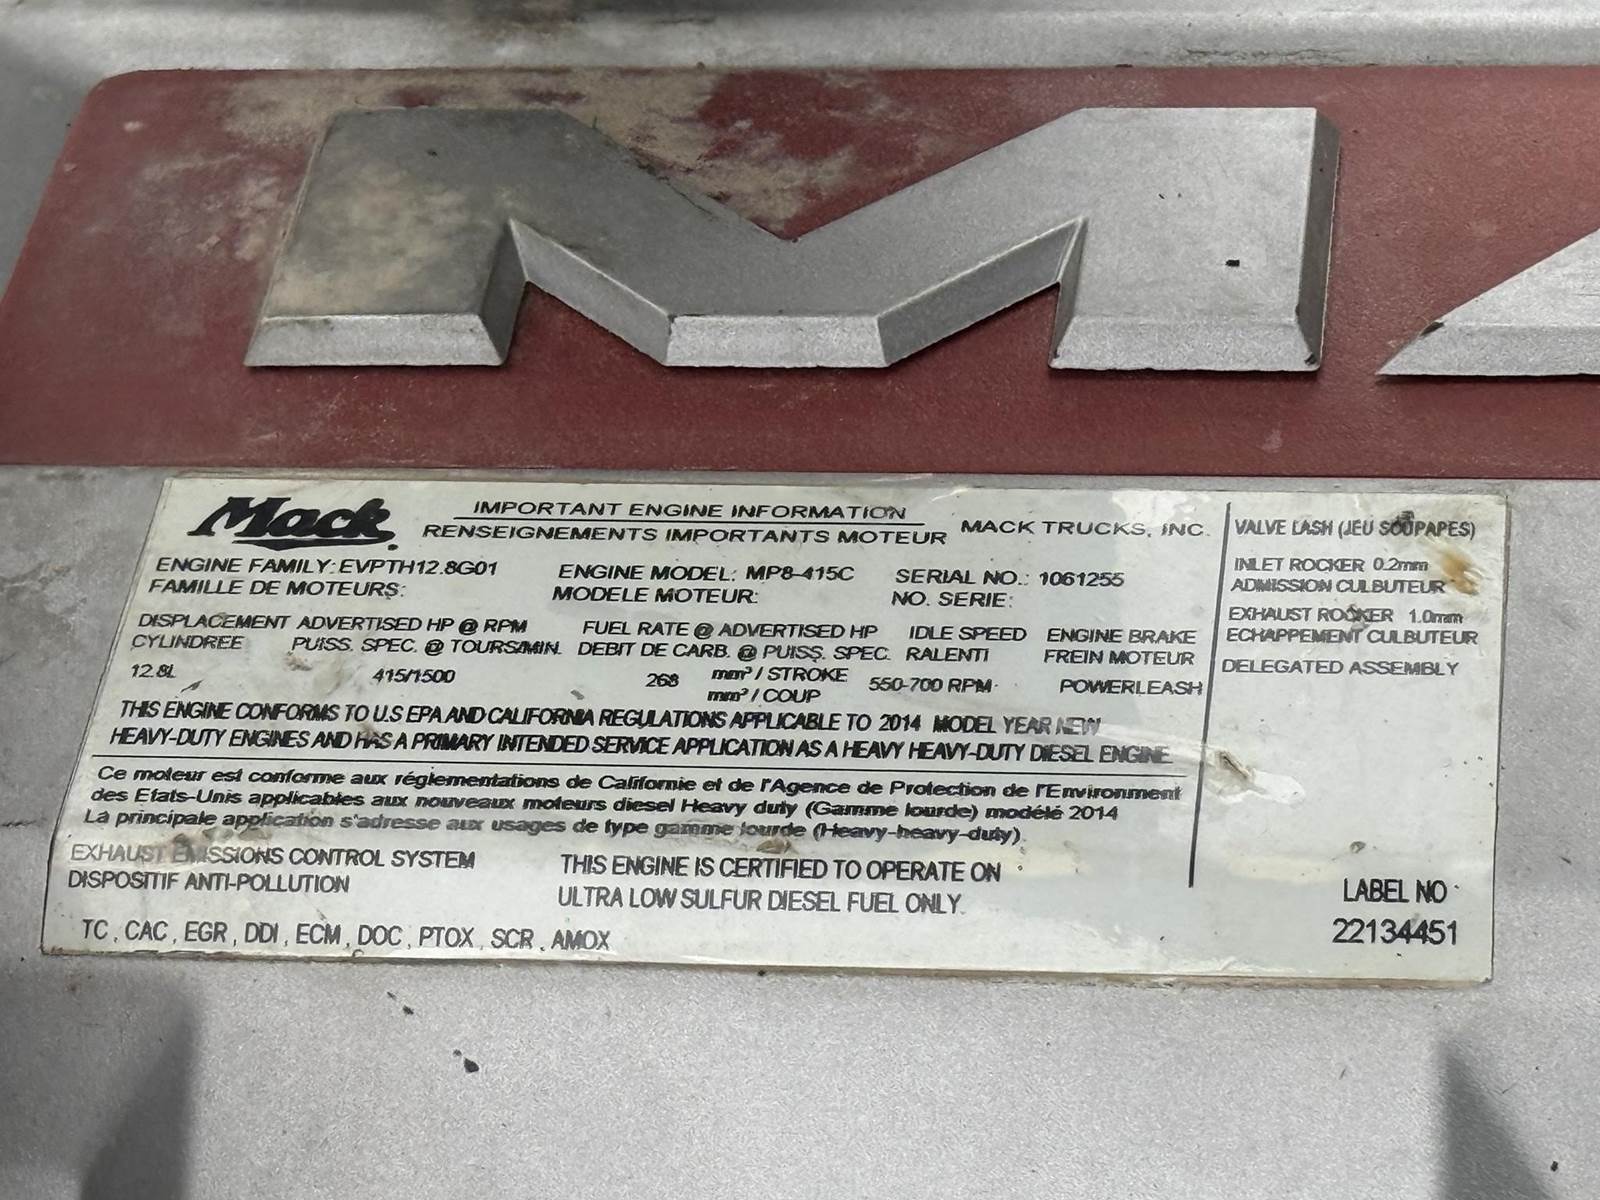 M
Mack
IMPORTANT ENGINE INFORMATION
RENSEIGNEMENTS IMPORTANTS MOTEUR
MACK TRUCKS, INC.
ENGINE FAMILY: EVPTH12.8G01
FAMILLE DE MOTEURS:
ENGINE MODEL: MP8-415C
MODELE MOTEUR:
SERIAL NO.: 1061255
NO. SERIE:
DISPLACEMENT
CYLINDREE
12.8L
ADVERTISED HP @ RPM
PUISS. SPEC. @ TOURS/MIN.
415/1500
FUEL RATE @ ADVERTISED HP
DEBIT DE CARB. @ PUISS. SPEC.
268 mm³ / STROKE
mm³ / COUP
IDLE SPEED
RALENTI
550-700 RPM
ENGINE BRAKE
FREIN MOTEUR
POWERLEASH
THIS ENGINE CONFORMS TO U.S EPA AND CALIFORNIA REGULATIONS APPLICABLE TO 2014 MODEL YEAR NEW
HEAVY-DUTY ENGINES AND HAS A PRIMARY INTENDED SERVICE APPLICATION AS A HEAVY HEAVY-DUTY DIESEL ENGINE.
Ce moteur est conforme aux réglementations de Californie et de l'Agence de Protection de l'Environment
des Etats-Unis applicables aux nouveaux moteurs diesel Heavy duty (Gamme lourde) modélé 2014
La principale application s'adresse aux usages de type gamme lourde (Heavy-heavy-duty).
EXHAUST EMISSIONS CONTROL SYSTEM
DISPOSITIF ANTI-POLLUTION
TC, CAC, EGR, DDI, ECM, DOC, PTOX, SCR, AMOX
THIS ENGINE IS CERTIFIED TO OPERATE ON
ULTRA LOW SULFUR DIESEL FUEL ONLY.
VALVE LASH (JEU SOUPAPES)
INLET ROCKER 0.2mm
ADMISSION CULBUTEUR
EXHAUST ROCKER 1.0mm
ECHAPPEMENT CULBUTEUR
DELEGATED ASSEMBLY
LABEL NO
22134451